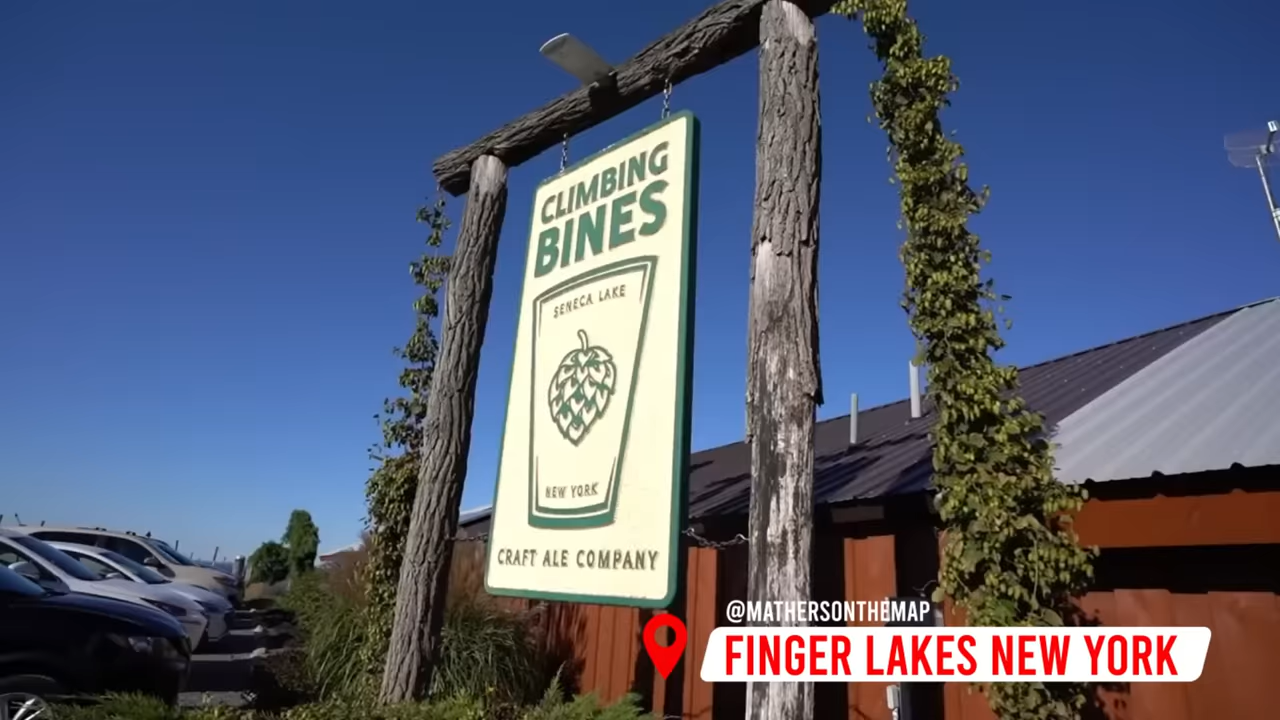 CLIMBING
BINES
SENECA LAKE
NEW YORK
CRAFT ALE COMPANY
@MATHERSONTHEMAP
FINGER LAKES NEW YORK